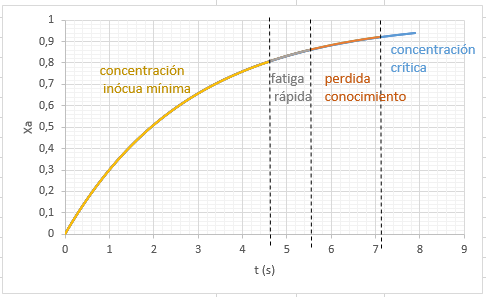 1
0,9
0,8
0,7
0,6
0,5
0,4
0,3
0,2
0,1
0
Xa
concentración
inócua mínima
fatiga
rápida
perdida
conocimiento
concentración
crítica
0 1 2 3 4 5 6 7 8 9
t (s)